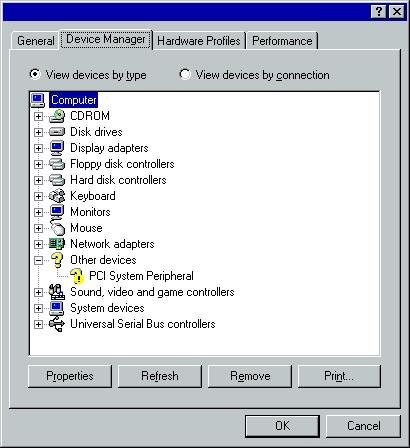 General Device Manager Hardware Profiles Performance
View devices by type View devices by connection
Computer
CDROM
Disk drives
Display adapters
Floppy disk controllers
Hard disk controllers
Keyboard
Monitors
Mouse
Network adapters
Other devices
PCI System Peripheral
Sound, video and game controllers
System devices
Universal Serial Bus controllers
Properties Refresh Remove Print...
OK Cancel